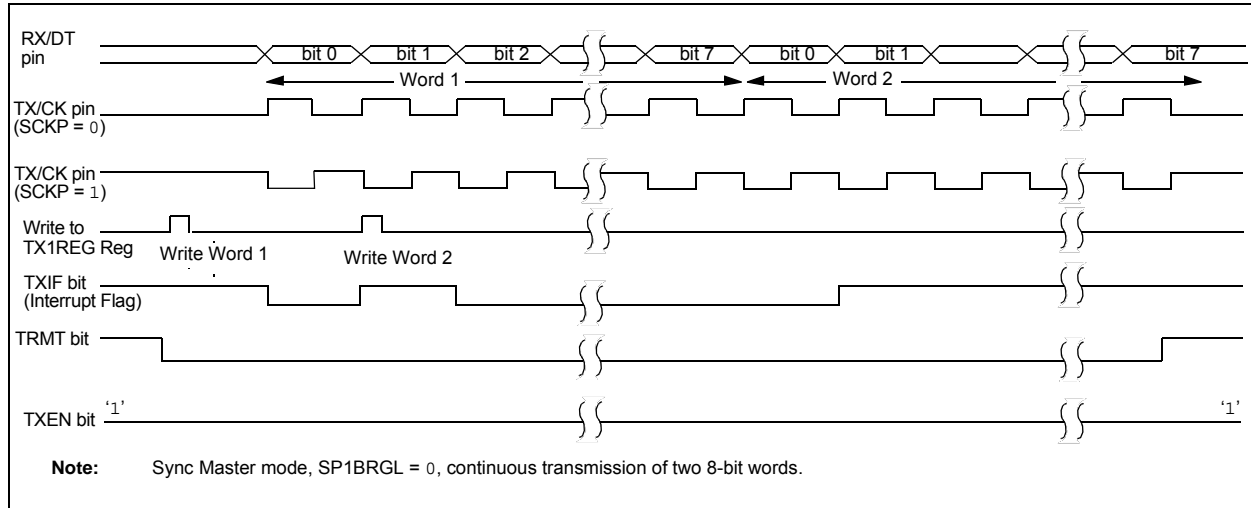 RX/DT
pin
bit 0 bit 1 bit 2 bit 7 bit 0 bit 1 bit 7
Word 1 Word 2
TX/CK pin
(SCKP = 0)
TX/CK pin
(SCKP = 1)
Write to
TX1REG Reg
Write Word 1 Write Word 2
TXIF bit
(Interrupt Flag)
TRMT bit
TXEN bit ‘1’ ‘1’
Note: Sync Master mode, SP1BRGL = 0, continuous transmission of two 8-bit words.